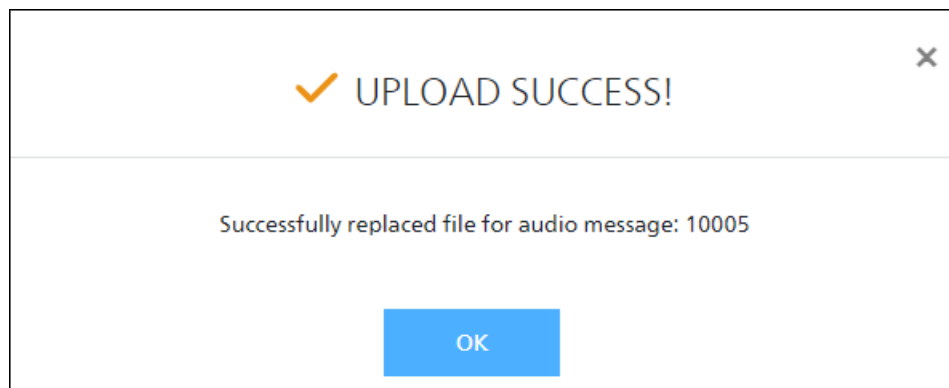 UPLOAD SUCCESS!
Successfully replaced file for audio message: 10005
OK